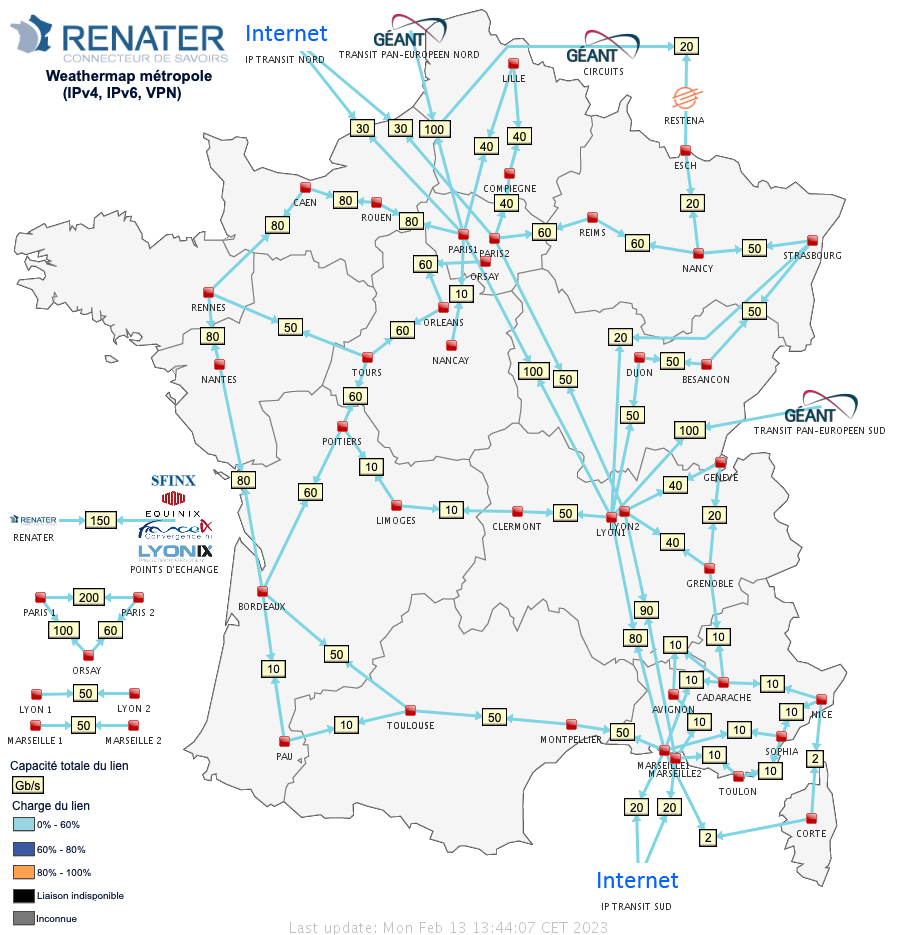 RENATER
CONNECTEUR DE SAVOIRS
Weathermap métropole
(IPv4, IPv6, VPN)
Internet
IP TRANSIT NORD
GÉANT
TRANSIT PAN-EUROPEEN NORD
GÉANT
CIRCUITS
20
RESTENA
LILLE
30
30
100
40
40
ESCH
COMPIEGNE
20
40
CAEN
80
ROUEN
80
80
PARIS1
PARIS2
60
REIMS
60
NANCY
50
STRASBOURG
60
ORSAY
10
RENNES
ORLEANS
50
50
80
60
NANCAY
20
NANTES
TOURS
100
50
DIJON
50
BESANCON
60
POITIERS
50
100
GÉANT
TRANSIT PAN-EUROPEEN SUD
10
GENEVE
80
60
40
SFINX
EQUINIX
FranceIX
LYONIX
POINTS D'ECHANGE
RENATER
RENATER
150
LIMOGES
10
CLERMONT
50
LYON1
LYON2
20
40
GRENOBLE
BORDEAUX
90
80
10
10
PARIS 1
200
PARIS 2
100
60
ORSAY
50
10
10
CADARACHE
10
LYON 1
50
LYON 2
AVIGNON
NICE
MARSEILLE 1
50
MARSEILLE 2
PAU
10
TOULOUSE
50
MONTPELLIER
50
10
10
10
SOPHIA
MARSEILLE1
MARSEILLE2
10
10
TOULON
2
20
20
2
CORTE
Internet
IP TRANSIT SUD
Capacité totale du lien
Gb/s
Charge du lien
0% - 60%
60% - 80%
80% - 100%
Liaison indisponible
Inconnue
Last update: Mon Feb 13 13:44:07 CET 2023